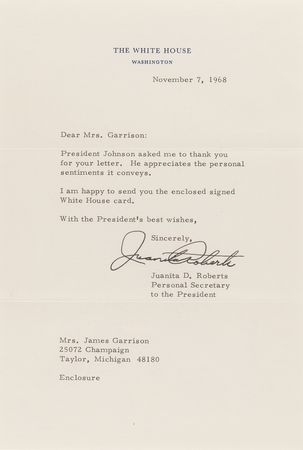 THE WHITE HOUSE
WASHINGTON
November 7, 1968
Dear Mrs. Garrison:
President Johnson asked me to thank you
for your letter. He appreciates the personal
sentiments it conveys.
I am happy to send you the enclosed signed
White House card.
With the President's best wishes,
Sincerely,
Juanita Roberts
Juanita D. Roberts
Personal Secretary
to the President
Mrs. James Garrison
25072 Champaign
Taylor, Michigan 48180
Enclosure